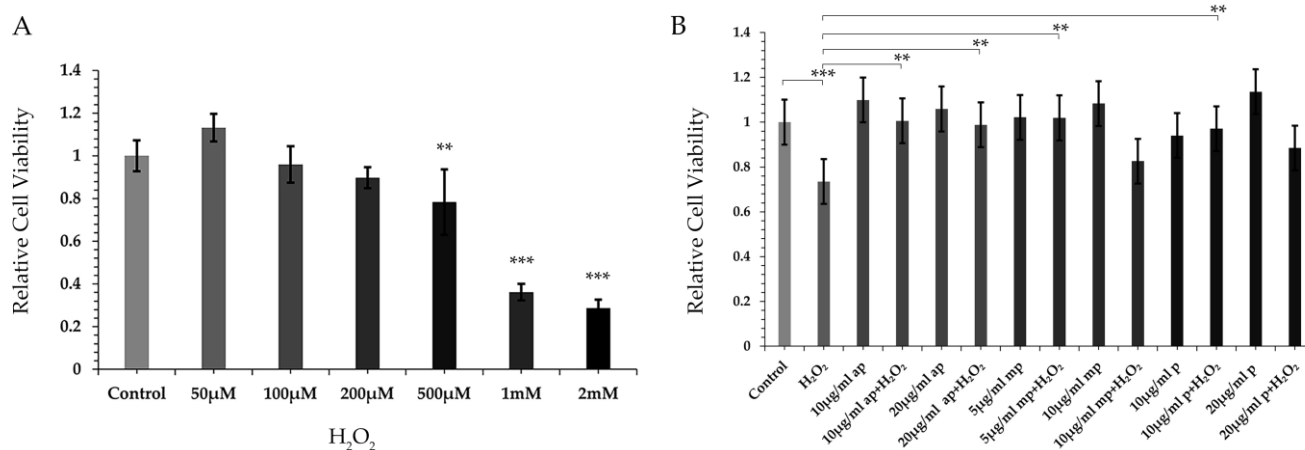 A
Relative Cell Viability
1.4
1.2
1
0.8
0.6
0.4
0.2
0
**
***
***
Control 50µM 100µM 200µM 500µM 1mM 2mM
H₂O₂
B
Relative Cell Viability
1.4
1.2
1
0.8
0.6
0.4
0.2
0
**
**
**
**
***
Control
H₂O₂
10µg/ml ap
10µg/ml ap+H₂O₂
20µg/ml ap
20µg/ml ap+H₂O₂
5µg/ml mp
5µg/ml mp+H₂O₂
10µg/ml mp
10µg/ml mp+H₂O₂
10µg/ml p
10µg/ml p+H₂O₂
20µg/ml p
20µg/ml p+H₂O₂